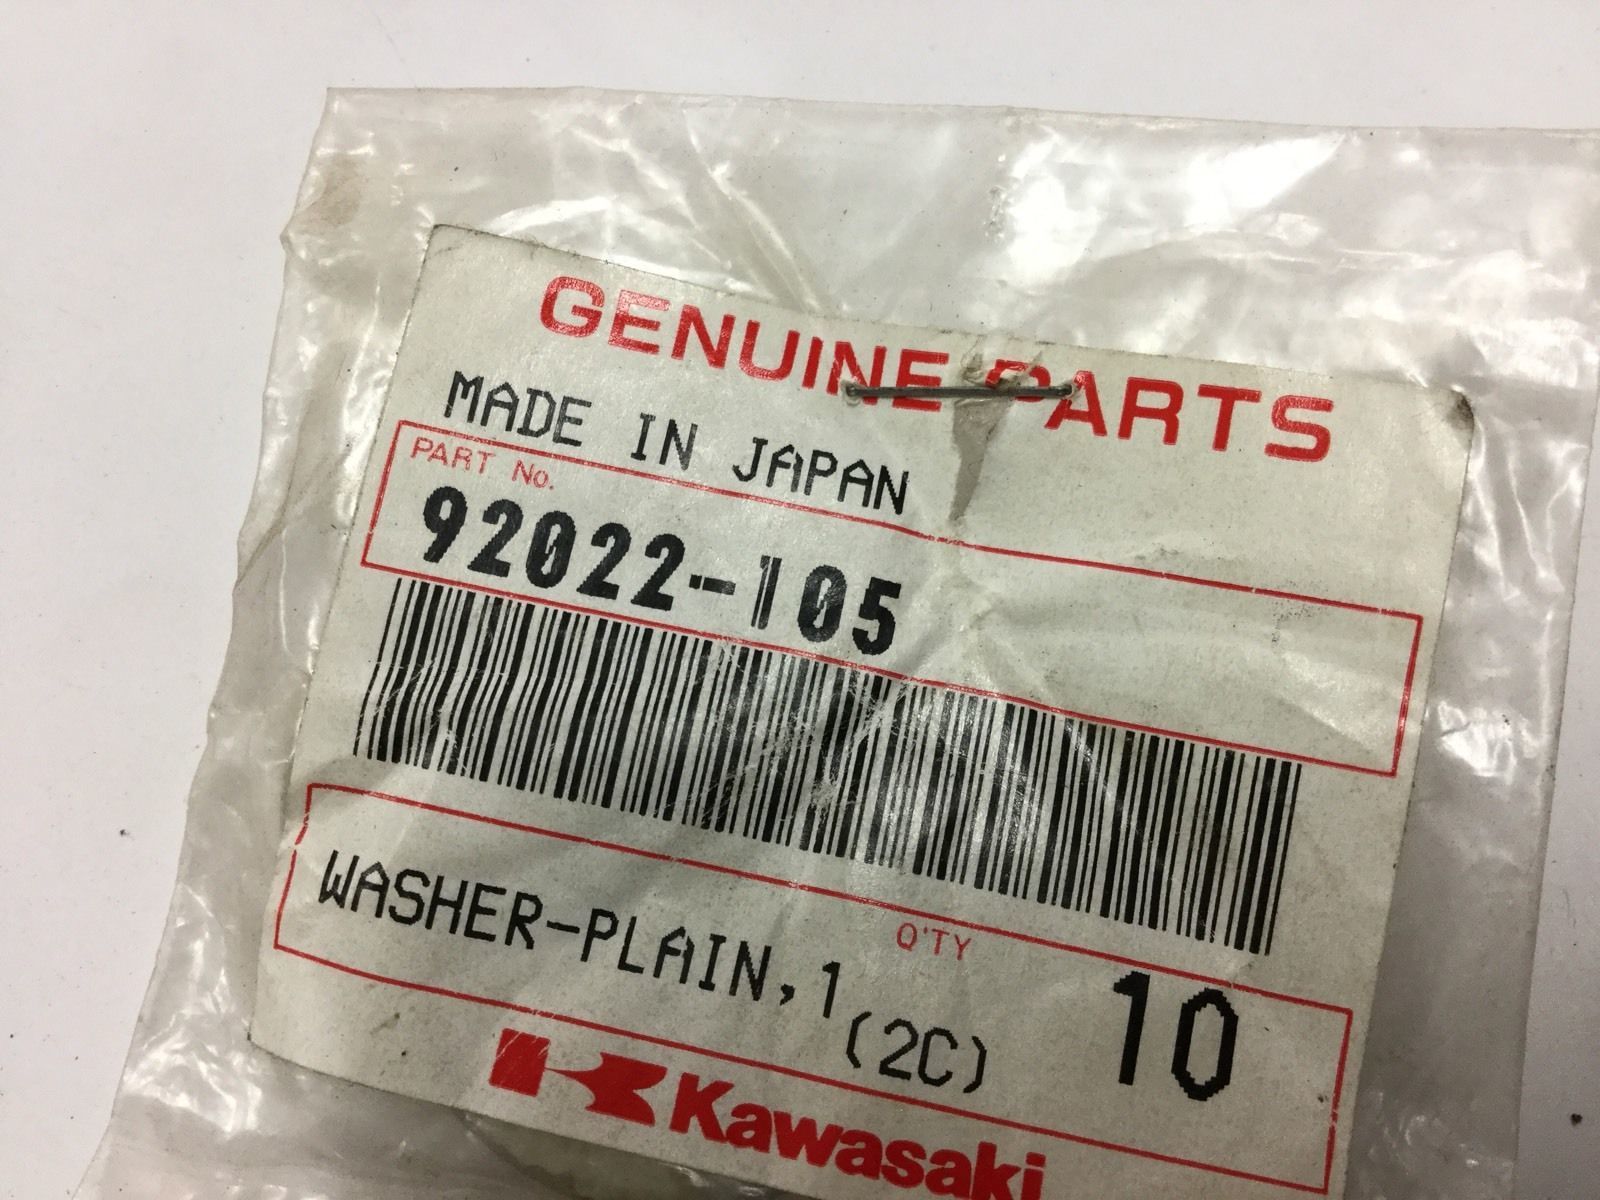 GENUINE PARTS
MADE IN JAPAN
PART No.
92022-105
WASHER-PLAIN,1
Q'TY
(2C)
10
Kawasaki